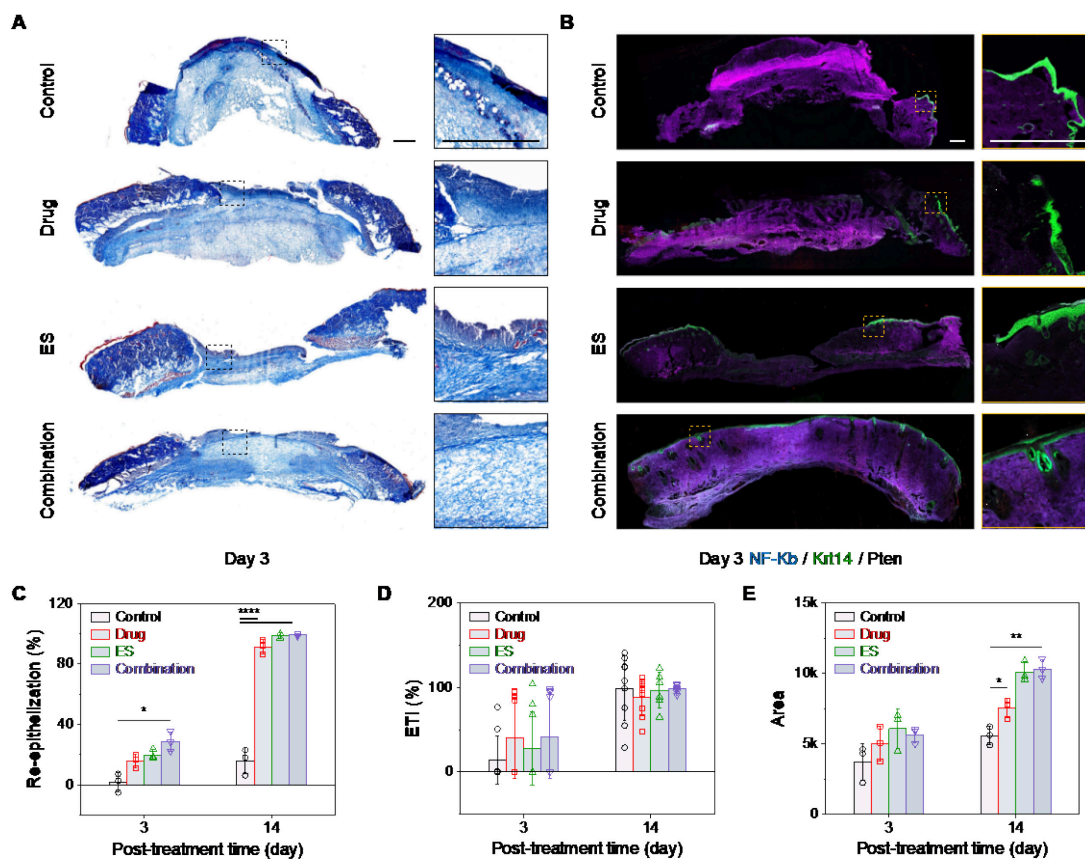 A
B
Control
Drug
ES
Combination
Control
Drug
ES
Combination
Day 3
Day 3 NF-Kb / Krt14 / Pten
C
Re-epithelization (%)
120
80
40
0
Control
Drug
ES
Combination
*
****
3
14
Post-treatment time (day)
D
ETI (%)
200
100
0
Control
Drug
ES
Combination
3
14
Post-treatment time (day)
E
Area
15k
10k
5k
0
Control
Drug
ES
Combination
*
**
3
14
Post-treatment time (day)